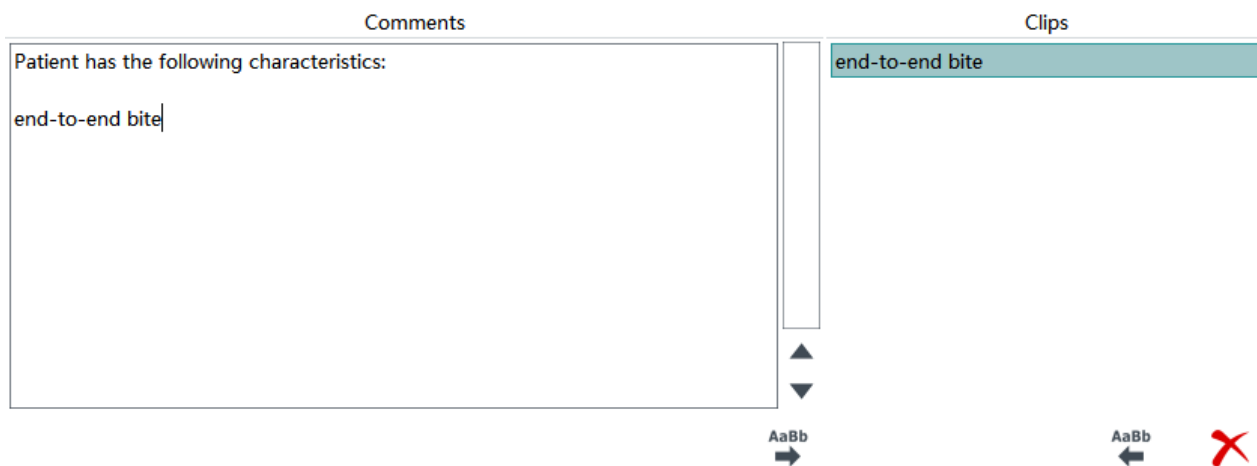 Comments
Clips
Patient has the following characteristics:
end-to-end bite
end-to-end bite
AaBb
AaBb